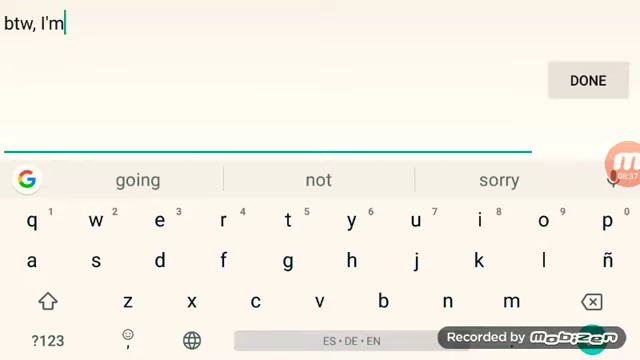 btw, I'm
DONE
going not sorry
08:37
q 1 w 2 e 3 r 4 t 5 y 6 u 7 i 8 o 9 p 0
a s d f g h j k l ñ
z x c v b n m
?123 , ES • DE • EN .
Recorded by Mobizen